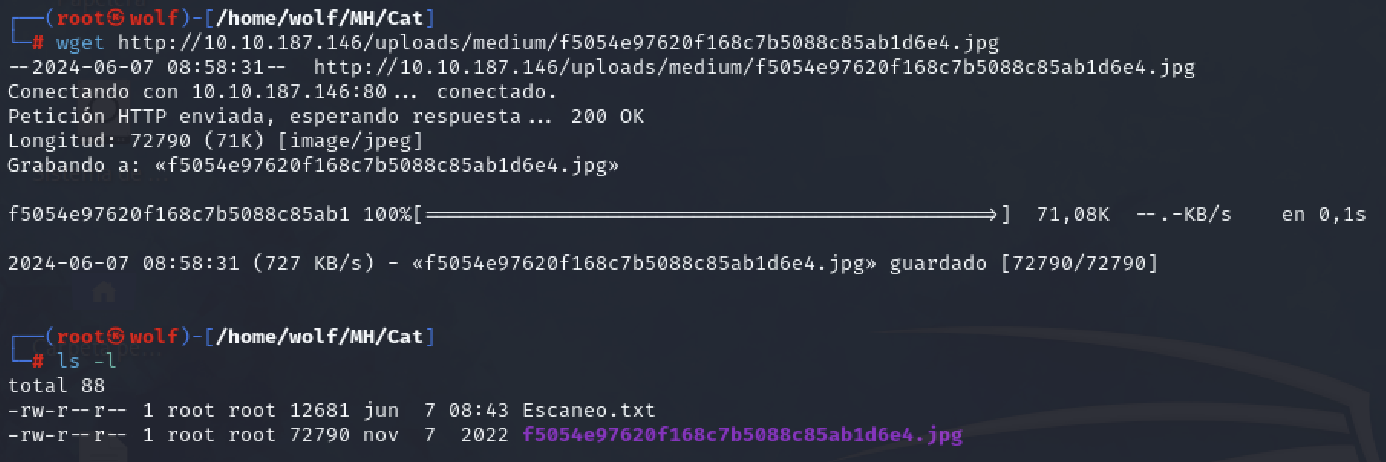 ┌──(root㉿wolf)-[/home/wolf/MH/Cat]
└─# wget http://10.10.187.146/uploads/medium/f5054e97620f168c7b5088c85ab1d6e4.jpg
--2024-06-07 08:58:31-- http://10.10.187.146/uploads/medium/f5054e97620f168c7b5088c85ab1d6e4.jpg
Conectando con 10.10.187.146:80... conectado.
Petición HTTP enviada, esperando respuesta... 200 OK
Longitud: 72790 (71K) [image/jpeg]
Grabando a: «f5054e97620f168c7b5088c85ab1d6e4.jpg»
f5054e97620f168c7b5088c85ab1 100%[===================================================>] 71,08K --.-KB/s en 0,1s
2024-06-07 08:58:31 (727 KB/s) - «f5054e97620f168c7b5088c85ab1d6e4.jpg» guardado [72790/72790]
┌──(root㉿wolf)-[/home/wolf/MH/Cat]
└─# ls -l
total 88
-rw-r--r-- 1 root root 12681 jun 7 08:43 Escaneo.txt
-rw-r--r-- 1 root root 72790 nov 7 2022 f5054e97620f168c7b5088c85ab1d6e4.jpg